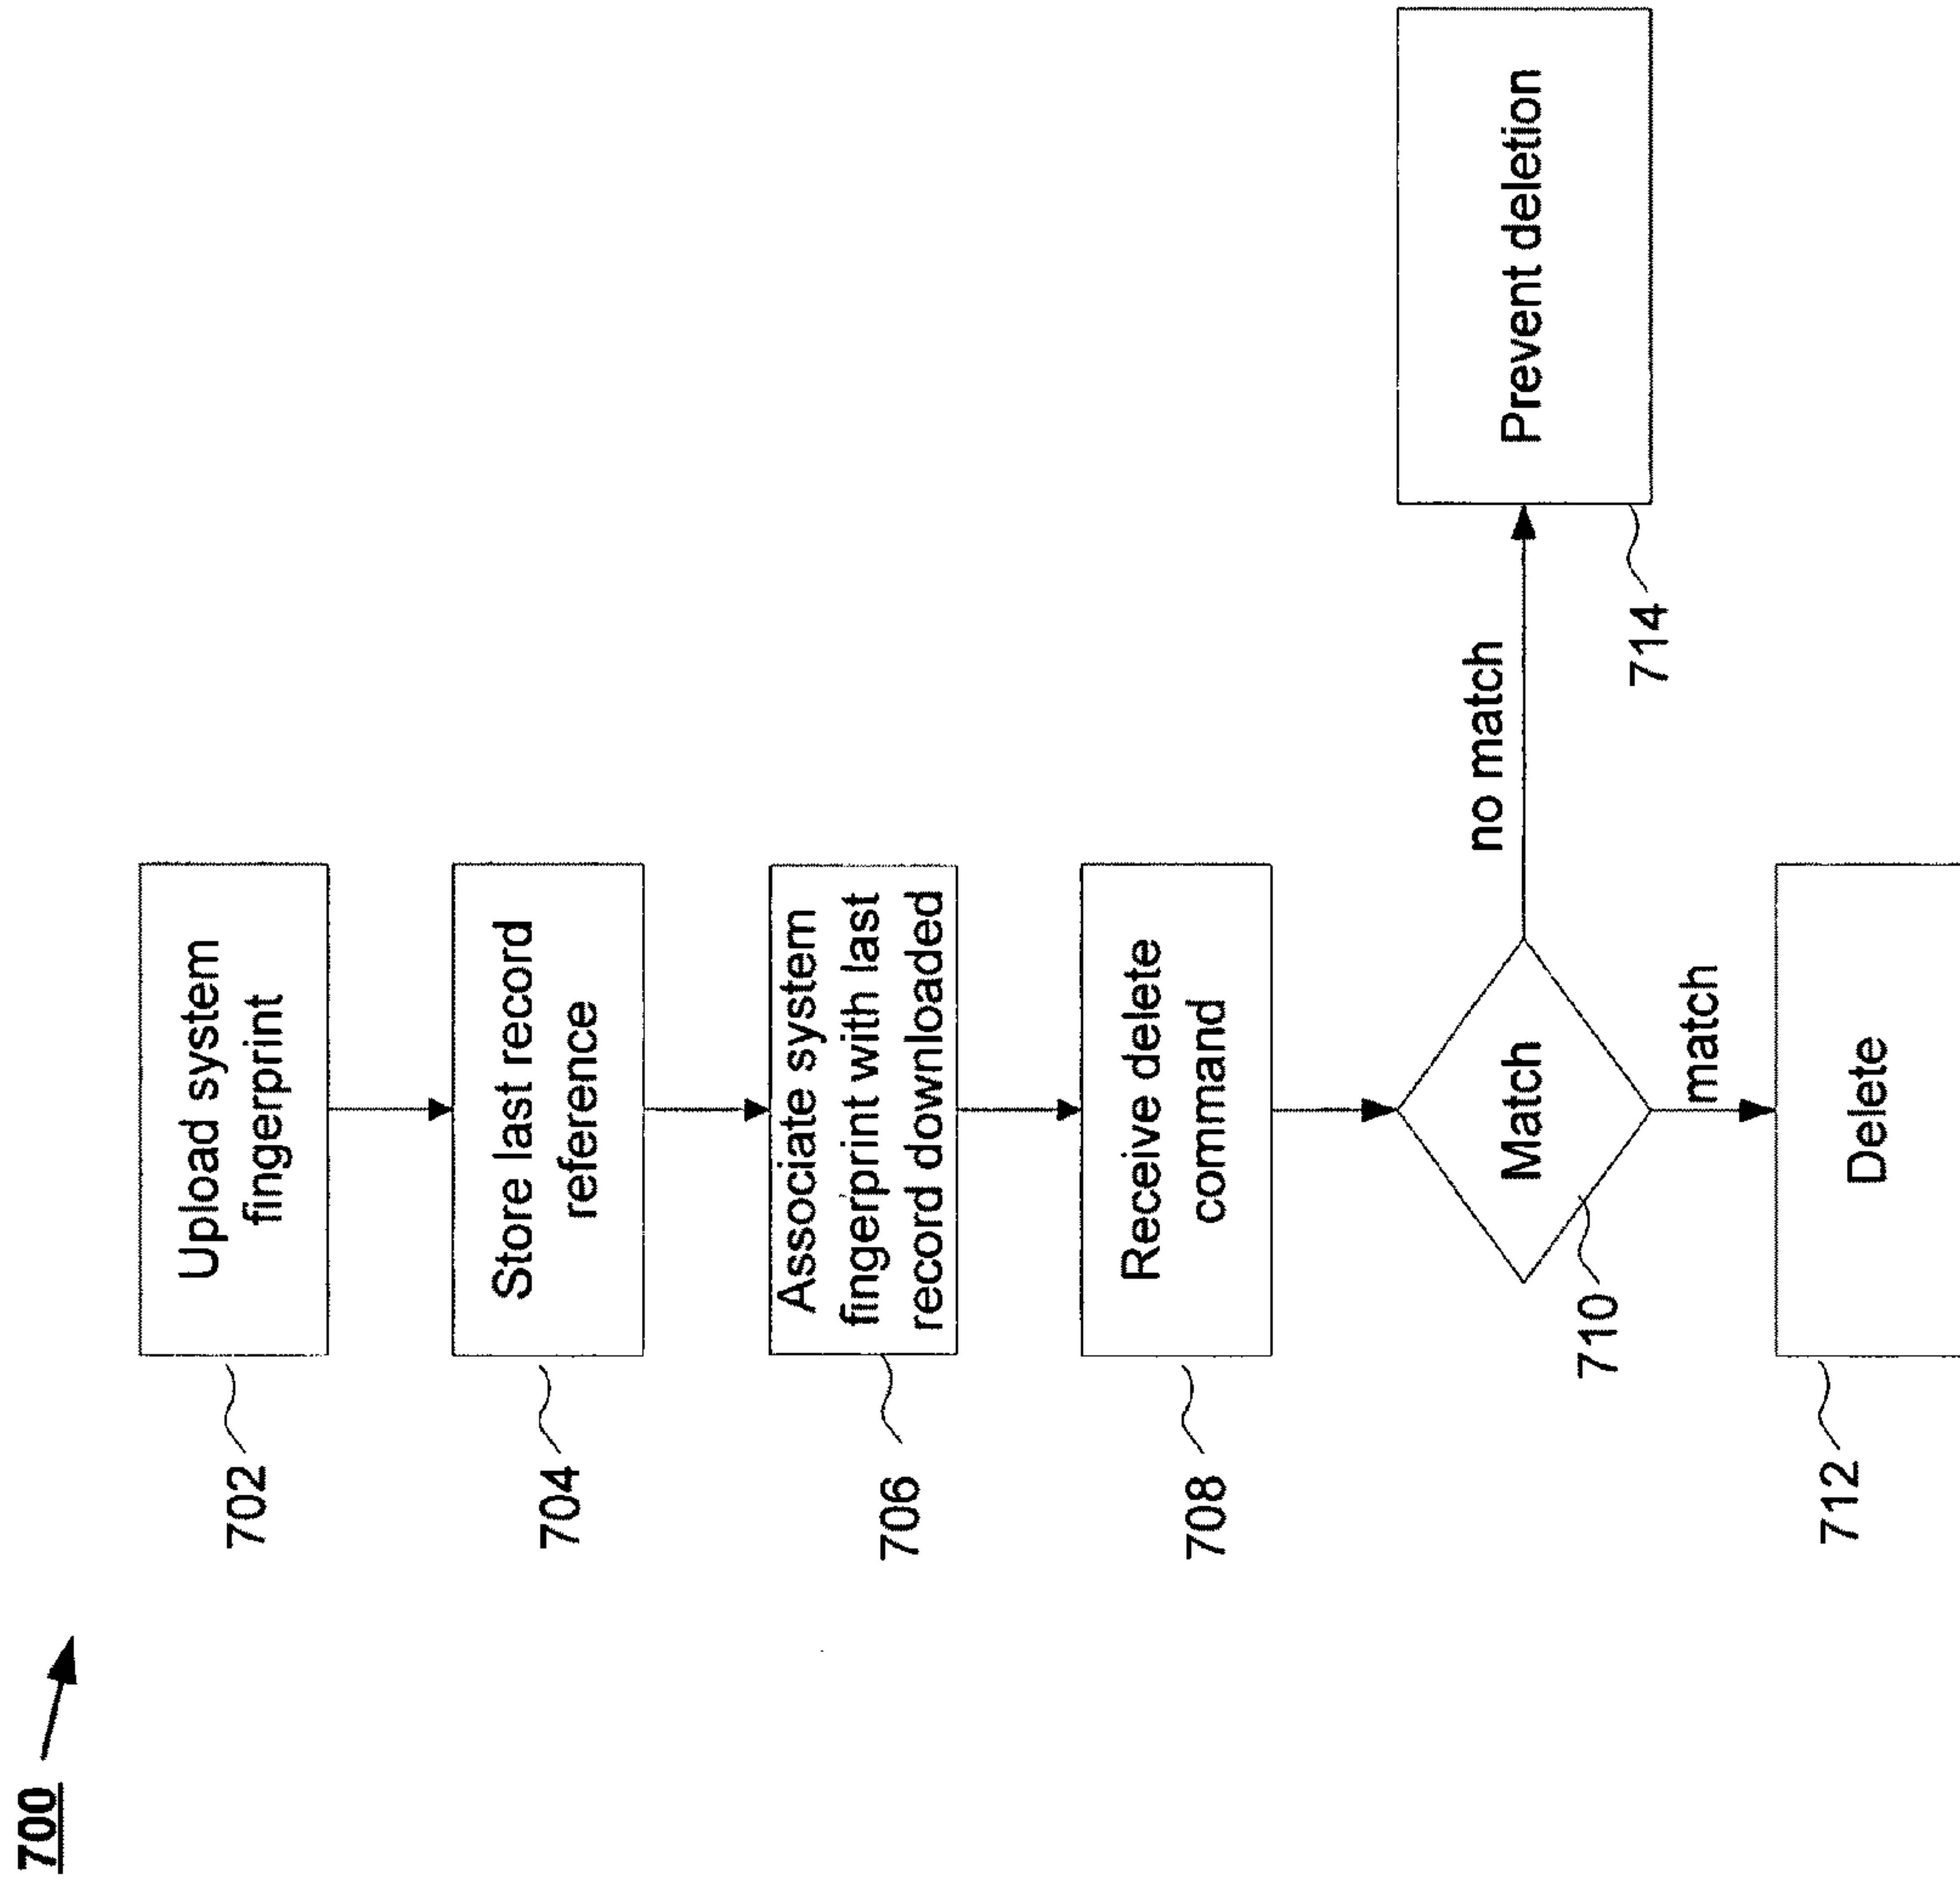 700
702
Upload system
fingerprint
704
Store last record
reference
706
Associate system
fingerprint with last
record downloaded
708
Receive delete
command
710
Match
no match
714
Prevent deletion
match
712
Delete